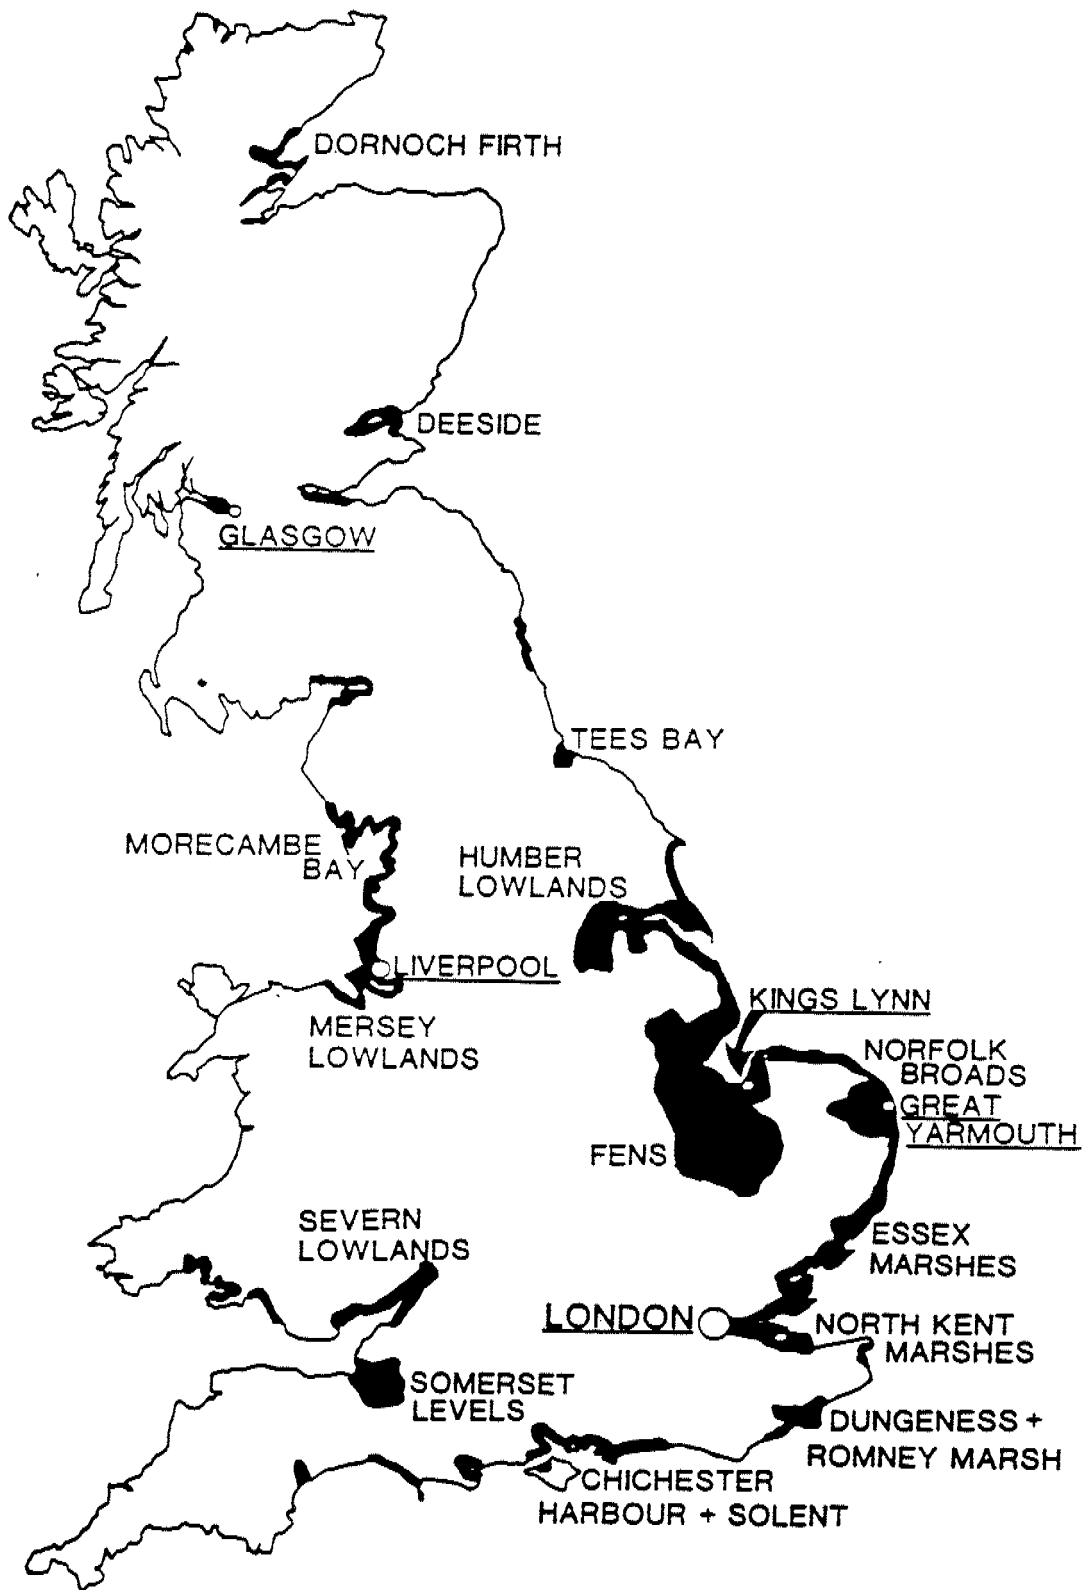 DORNOCH FIRTH
DEESIDE
GLASGOW
TEES BAY
MORECAMBE
BAY
HUMBER
LOWLANDS
LIVERPOOL
MERSEY
LOWLANDS
KINGS LYNN
NORFOLK
BROADS
GREAT
YARMOUTH
FENS
SEVERN
LOWLANDS
ESSEX
MARSHES
LONDON
NORTH KENT
MARSHES
SOMERSET
LEVELS
DUNGENESS +
ROMNEY MARSH
CHICHESTER
HARBOUR + SOLENT